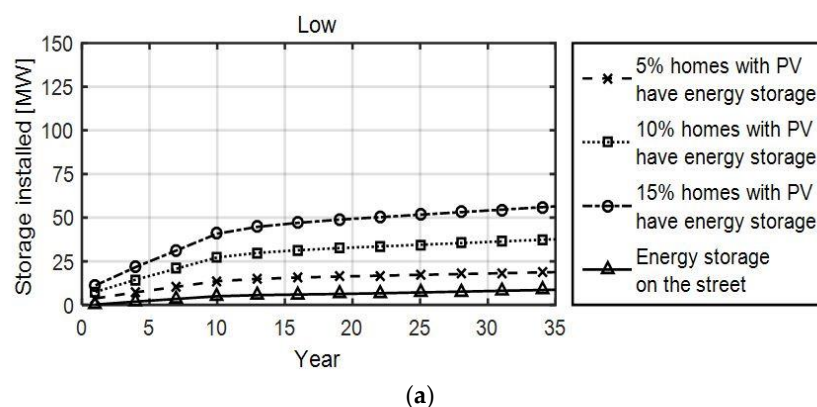 Low
Storage installed [MW]
150
125
100
75
50
25
0
0 5 10 15 20 25 30 35
Year
5% homes with PV
have energy storage
10% homes with PV
have energy storage
15% homes with PV
have energy storage
Energy storage
on the street
(a)